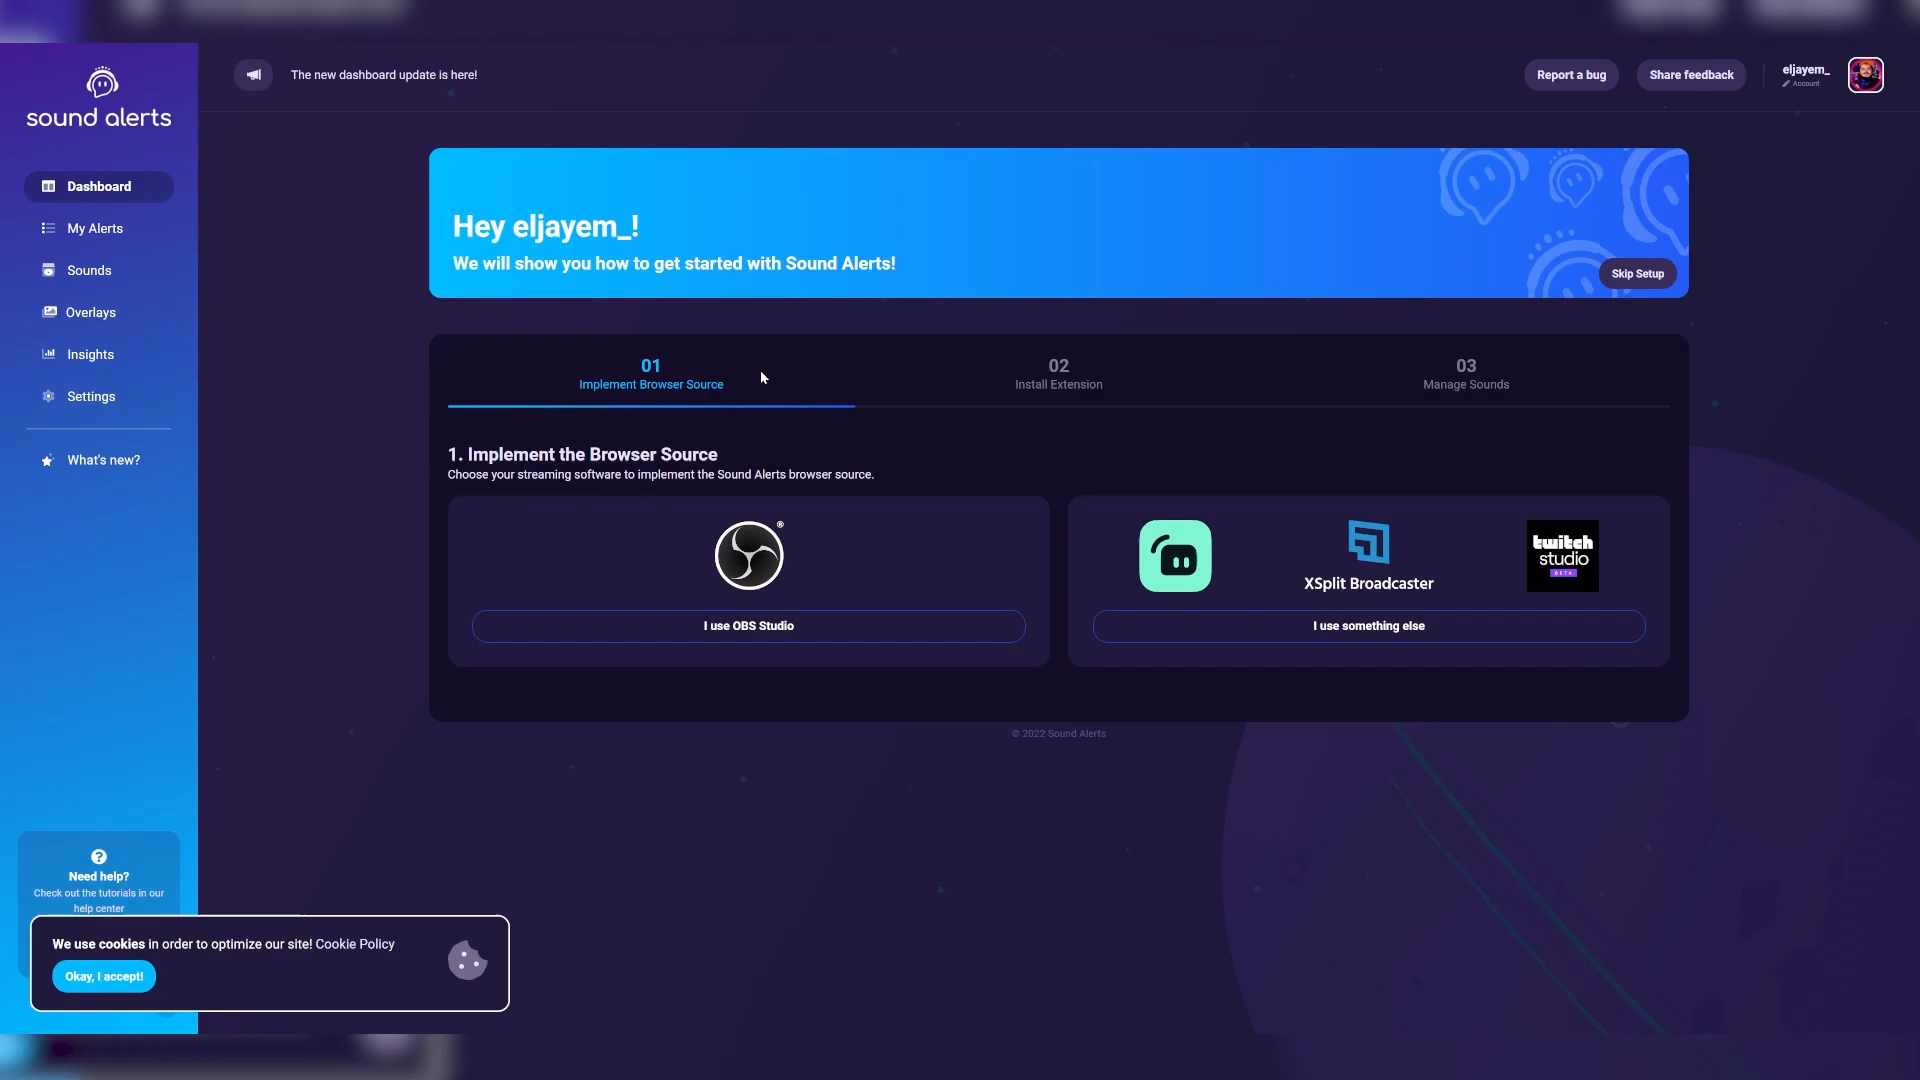 sound alerts
Dashboard
My Alerts
Sounds
Overlays
Insights
Settings
What's new?
Need help?
Check out the tutorials in our
help center
The new dashboard update is here!
Report a bug
Share feedback
eljayem_
Account
Hey eljayem_!
We will show you how to get started with Sound Alerts!
Skip Setup
01
Implement Browser Source
02
Install Extension
03
Manage Sounds
1. Implement the Browser Source
Choose your streaming software to implement the Sound Alerts browser source.
®
I use OBS Studio
XSplit Broadcaster
twitch
studio
BETA
I use something else
© 2022 Sound Alerts
We use cookies in order to optimize our site! Cookie Policy
Okay, I accept!